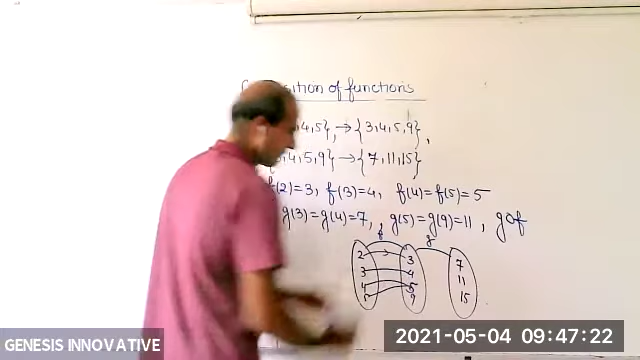 of functions
4,5}, → {3,4,5,9},
4,5,9} → {7,11,15}
f(2)=3, f(3)=4, f(4)=f(5)=5
g(3)=g(4)=7, g(5)=g(9)=11, gof
f g
2 3 7
3 4 11
4 5 15
5 9
GENESIS INNOVATIVE
2021-05-04 09:47:22